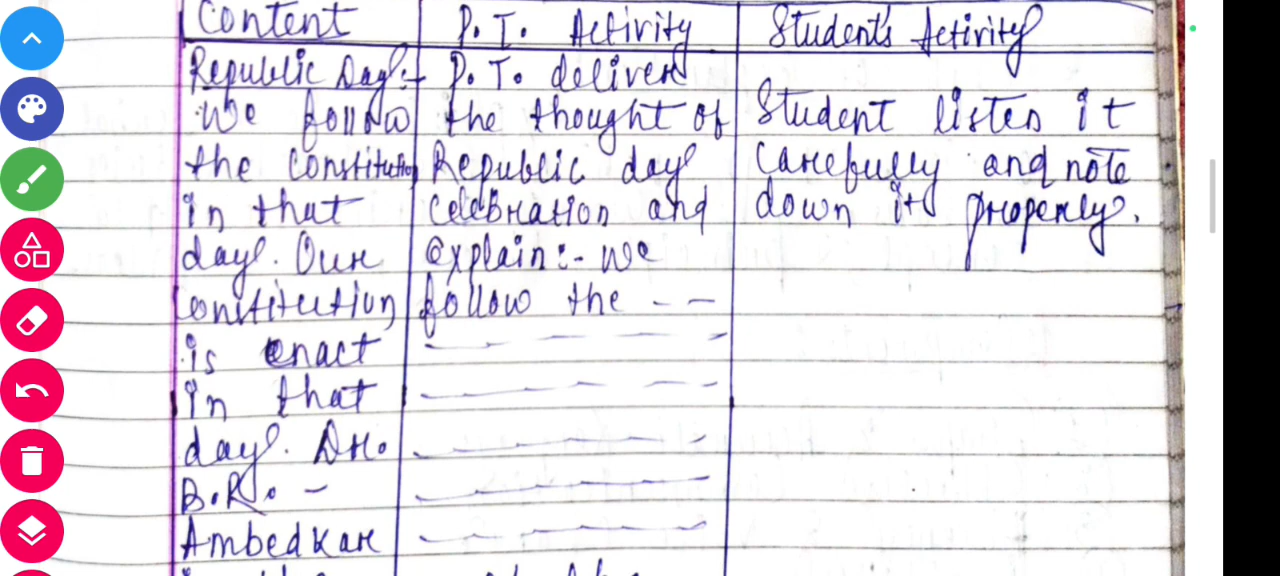 Content P.T. Activity Student's Activity
Republic Day:- P.T. deliver
We follow the thought of Student listen it
the constitution Republic day carefully and note
in that celebration and down it properly.
day. Our explain:- we
constitution follow the - -
is enact
in that
day. Dr.
B.R. -
Ambedkar